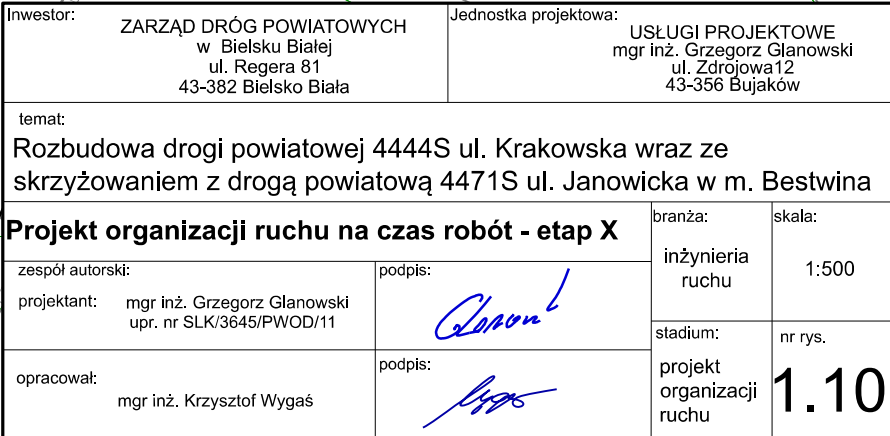 Inwestor:
ZARZĄD DRÓG POWIATOWYCH
w Bielsku Białej
ul. Regera 81
43-382 Bielsko Biała
Jednostka projektowa:
USŁUGI PROJEKTOWE
mgr inż. Grzegorz Glanowski
ul. Zdrojowa12
43-356 Bujaków
temat:
Rozbudowa drogi powiatowej 4444S ul. Krakowska wraz ze
skrzyżowaniem z drogą powiatową 4471S ul. Janowicka w m. Bestwina
Projekt organizacji ruchu na czas robót - etap X
branża:
inżynieria
ruchu
skala:
1:500
zespół autorski:
projektant: mgr inż. Grzegorz Glanowski
upr. nr SLK/3645/PWOD/11
podpis:
stadium:
projekt
organizacji
ruchu
nr rys.
1.10
opracował:
mgr inż. Krzysztof Wygaś
podpis: